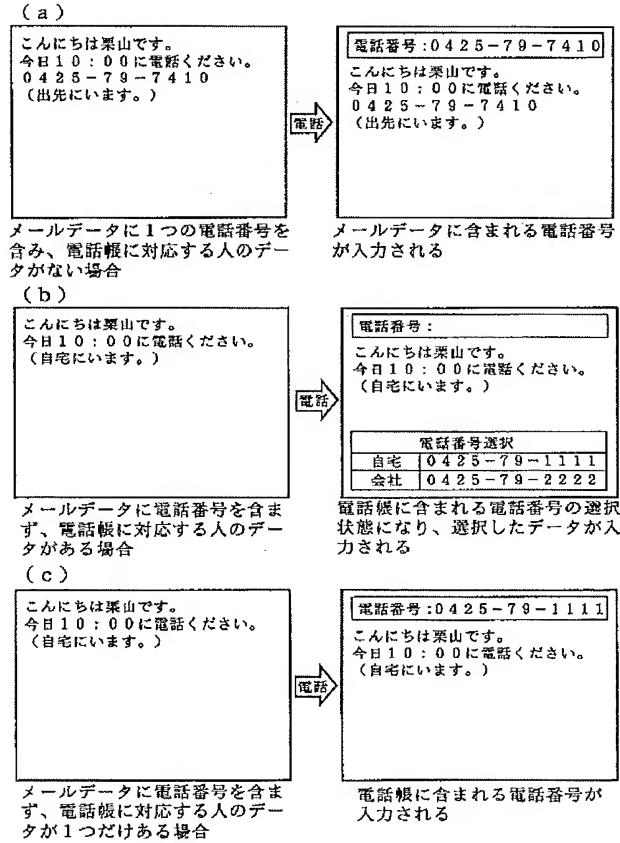 (a)
こんにちは栗山です。
今日10:00に電話ください。
0425-79-7410
(出先にいます。)
電話
電話番号:0425-79-7410
こんにちは栗山です。
今日10:00に電話ください。
0425-79-7410
(出先にいます。)
メールデータに1つの電話番号を
含み、電話帳に対応する人のデー
タがない場合
メールデータに含まれる電話番号
が入力される
(b)
こんにちは栗山です。
今日10:00に電話ください。
(自宅にいます。)
電話
電話番号:
こんにちは栗山です。
今日10:00に電話ください。
(自宅にいます。)
電話番号選択
自宅 0425-79-1111
会社 0425-79-2222
メールデータに電話番号を含ま
ず、電話帳に対応する人のデー
タがある場合
電話帳に含まれる電話番号の選択
状態になり、選択したデータが入
力される
(c)
こんにちは栗山です。
今日10:00に電話ください。
(自宅にいます。)
電話
電話番号:0425-79-1111
こんにちは栗山です。
今日10:00に電話ください。
(自宅にいます。)
メールデータに電話番号を含ま
ず、電話帳に対応する人のデー
タが1つだけある場合
電話帳に含まれる電話番号が
入力される